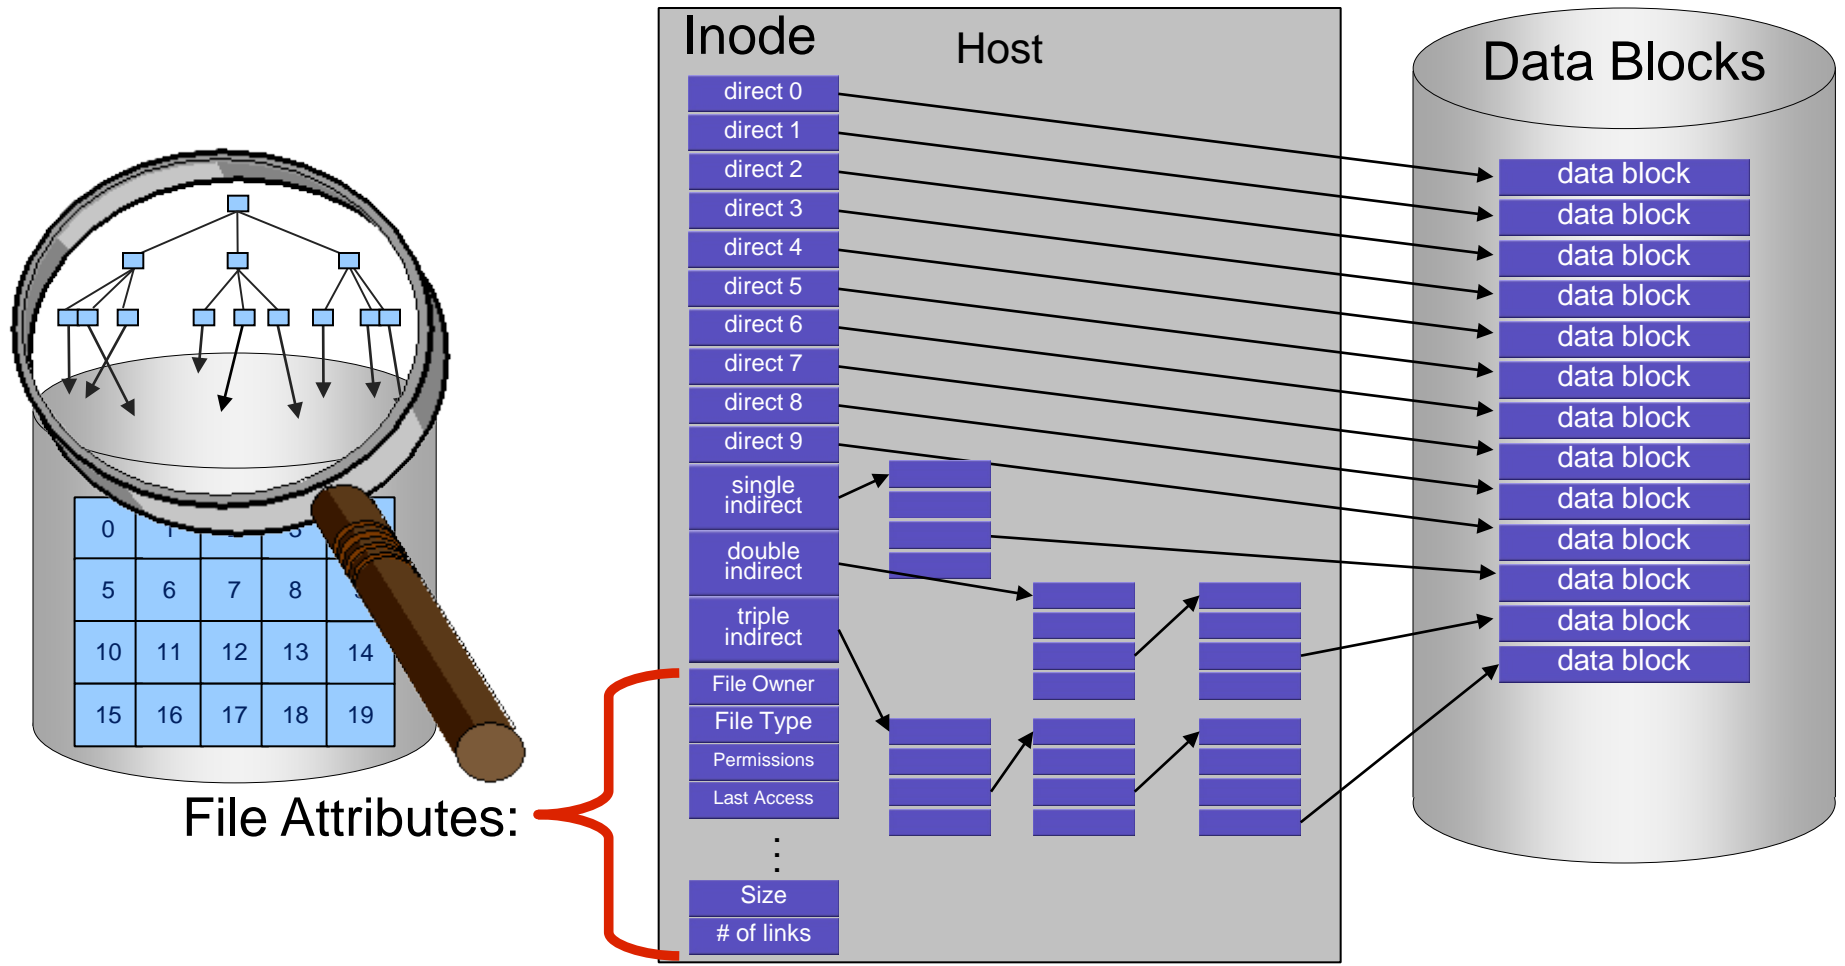 Inode
Host
Data Blocks
direct 0
direct 1
direct 2
direct 3
direct 4
direct 5
direct 6
direct 7
direct 8
direct 9
single
indirect
double
indirect
triple
indirect
File Owner
File Type
Permissions
Last Access
Size
# of links
data block
data block
data block
data block
data block
data block
data block
data block
data block
data block
data block
data block
data block
0
5 6 7 8
10 11 12 13 14
15 16 17 18 19
File Attributes: